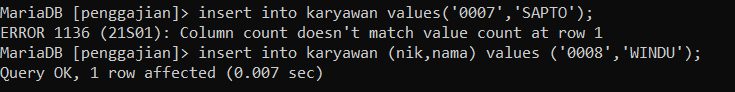 MariaDB [penggajian]> insert into karyawan values('0007','SAPTO');
ERROR 1136 (21S01): Column count doesn't match value count at row 1
MariaDB [penggajian]> insert into karyawan (nik,nama) values ('0008','WINDU');
Query OK, 1 row affected (0.007 sec)